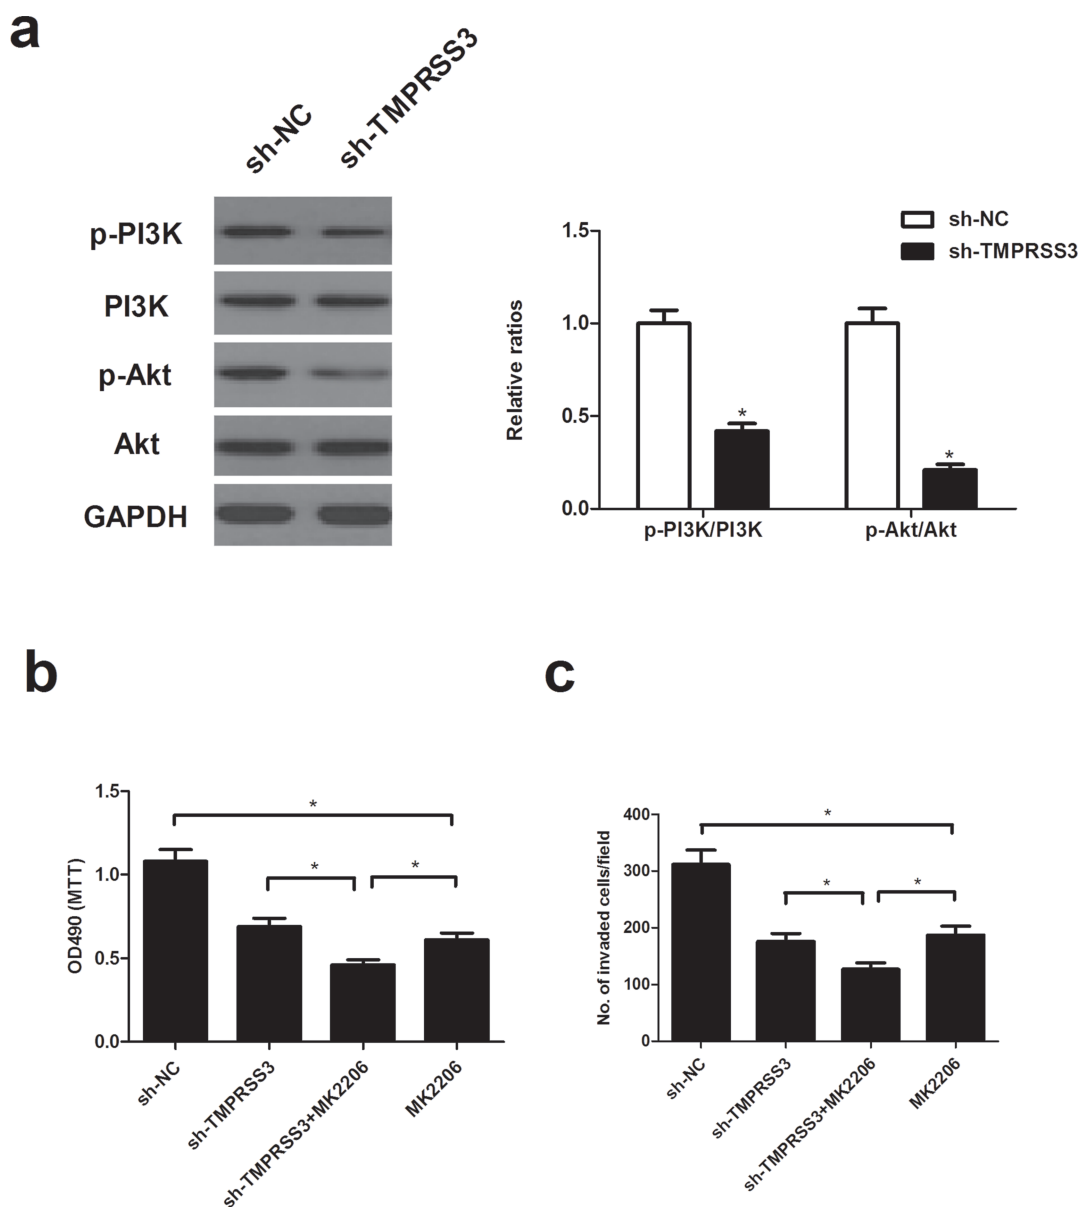 a
sh-NC
sh-TMPRSS3
p-PI3K
PI3K
p-Akt
Akt
GAPDH
sh-NC
sh-TMPRSS3
Relative ratios
1.5
1.0
0.5
0.0
*
*
p-PI3K/PI3K
p-Akt/Akt
b
OD490 (MTT)
1.5
1.0
0.5
0.0
*
*
*
sh-NC
sh-TMPRSS3
sh-TMPRSS3+MK2206
MK2206
c
No. of invaded cells/field
400
300
200
100
0
*
*
*
sh-NC
sh-TMPRSS3
sh-TMPRSS3+MK2206
MK2206